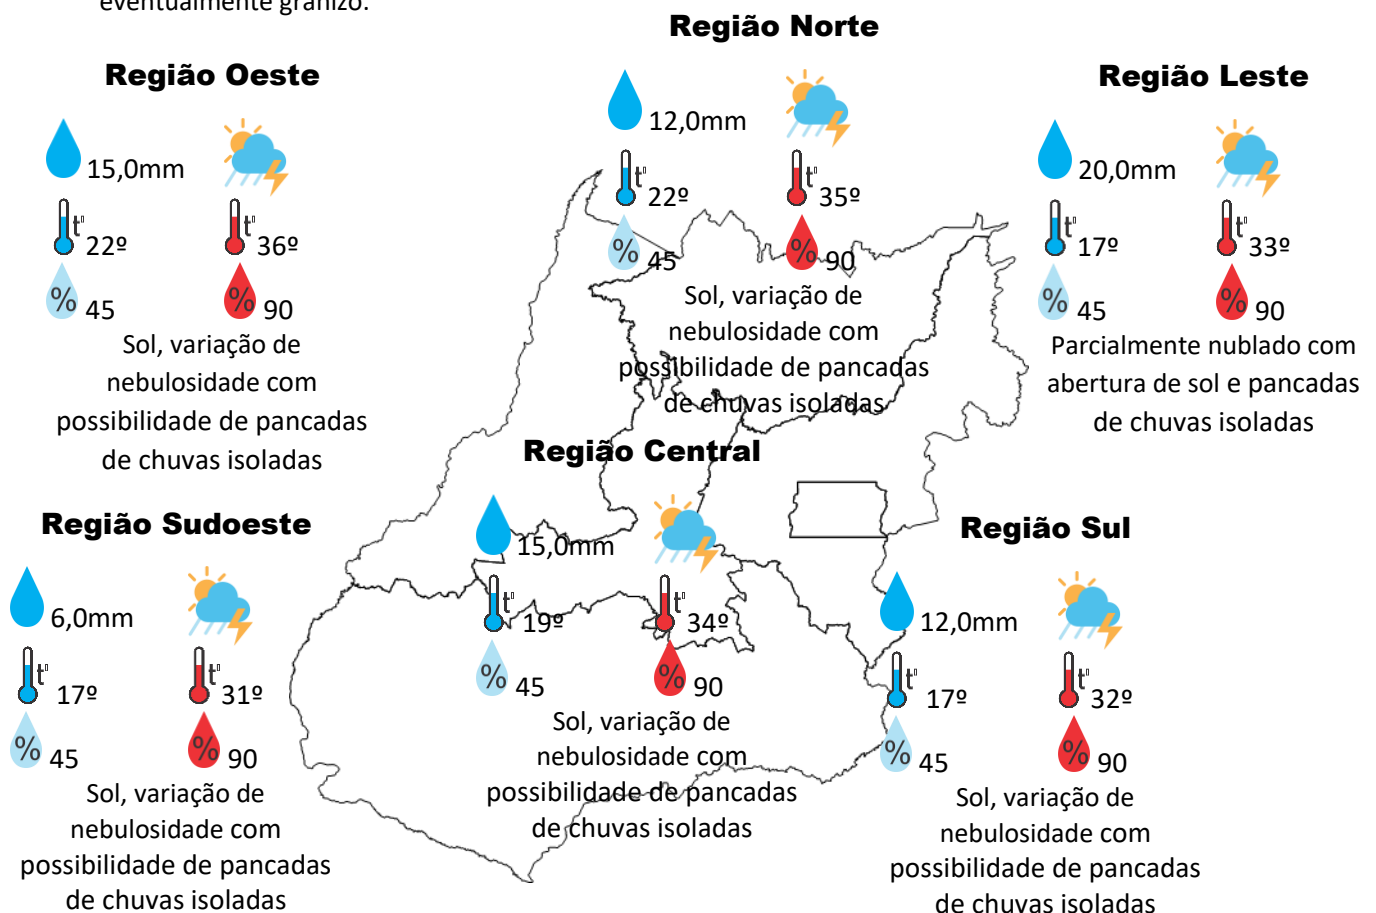 eventualmente granizo.
Região Norte
12,0mm
t°
22º
t°
35º
% 45
% 90
Sol, variação de
nebulosidade com
possibilidade de pancadas
de chuvas isoladas
Região Oeste
15,0mm
t°
22º
t°
36º
% 45
% 90
Sol, variação de
nebulosidade com
possibilidade de pancadas
de chuvas isoladas
Região Leste
20,0mm
t°
17º
t°
33º
% 45
% 90
Parcialmente nublado com
abertura de sol e pancadas
de chuvas isoladas
Região Central
15,0mm
t°
19º
t°
34º
% 45
% 90
Sol, variação de
nebulosidade com
possibilidade de pancadas
de chuvas isoladas
Região Sudoeste
6,0mm
t°
17º
t°
31º
% 45
% 90
Sol, variação de
nebulosidade com
possibilidade de pancadas
de chuvas isoladas
Região Sul
12,0mm
t°
17º
t°
32º
% 45
% 90
Sol, variação de
nebulosidade com
possibilidade de pancadas
de chuvas isoladas